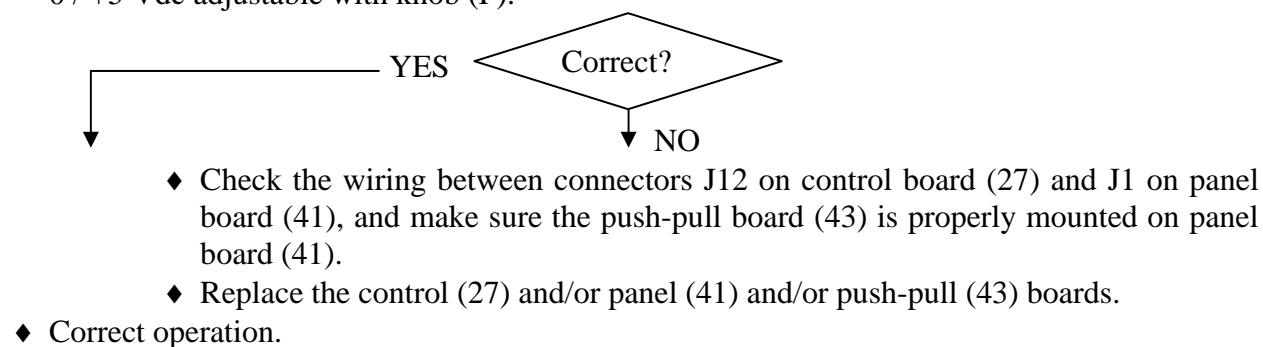 0 / +5 Vdc adjustable with knob (P).
YES
Correct?
NO
♦ Check the wiring between connectors J12 on control board (27) and J1 on panel
board (41), and make sure the push-pull board (43) is properly mounted on panel
board (41).
♦ Replace the control (27) and/or panel (41) and/or push-pull (43) boards.
♦ Correct operation.